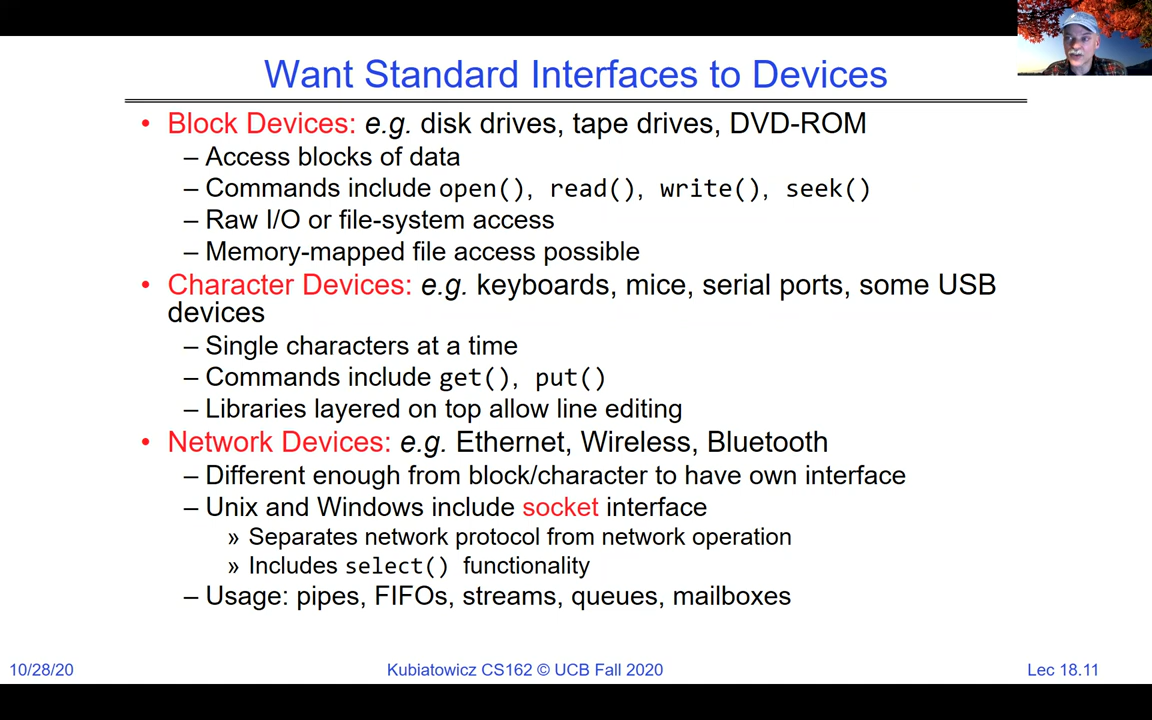 Want Standard Interfaces to Devices
• Block Devices: e.g. disk drives, tape drives, DVD-ROM
– Access blocks of data
– Commands include open(), read(), write(), seek()
– Raw I/O or file-system access
– Memory-mapped file access possible
• Character Devices: e.g. keyboards, mice, serial ports, some USB
devices
– Single characters at a time
– Commands include get(), put()
– Libraries layered on top allow line editing
• Network Devices: e.g. Ethernet, Wireless, Bluetooth
– Different enough from block/character to have own interface
– Unix and Windows include socket interface
» Separates network protocol from network operation
» Includes select() functionality
– Usage: pipes, FIFOs, streams, queues, mailboxes
10/28/20 Kubiatowicz CS162 © UCB Fall 2020 Lec 18.11